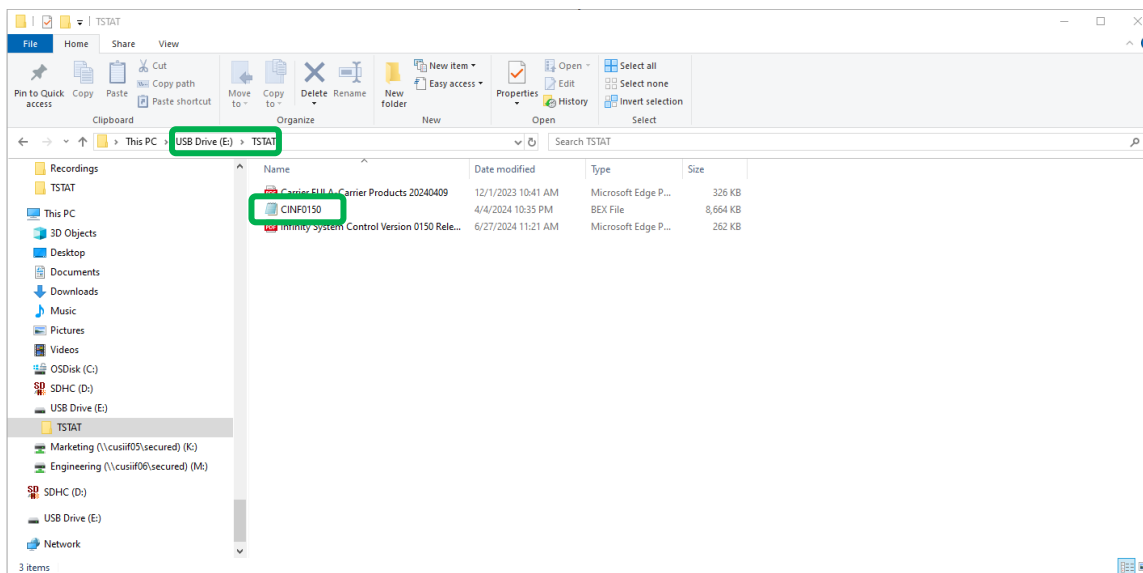 TSTAT
File Home Share View
Pin to Quick access
Copy
Paste
Cut
Copy path
Paste shortcut
Clipboard
Move to
Copy to
Delete
Rename
Organize
New folder
New item
Easy access
New
Properties
Open
Edit
History
Open
Select all
Select none
Invert selection
Select
This PC > USB Drive (E:) > TSTAT
Search TSTAT
Recordings
TSTAT
This PC
3D Objects
Desktop
Documents
Downloads
Music
Pictures
Videos
OSDisk (C:)
SDHC (D:)
USB Drive (E:)
TSTAT
Marketing (\\cusiif05\secured) (K:)
Engineering (\\cusiif06\secured) (M:)
SDHC (D:)
USB Drive (E:)
Network
Name Date modified Type Size
Carrier EULA-Carrier Products 20240409 12/1/2023 10:41 AM Microsoft Edge P... 326 KB
CINF0150 4/4/2024 10:35 PM BEX File 8,664 KB
Infinity System Control Version 0150 Rele... 6/27/2024 11:21 AM Microsoft Edge P... 262 KB
3 items